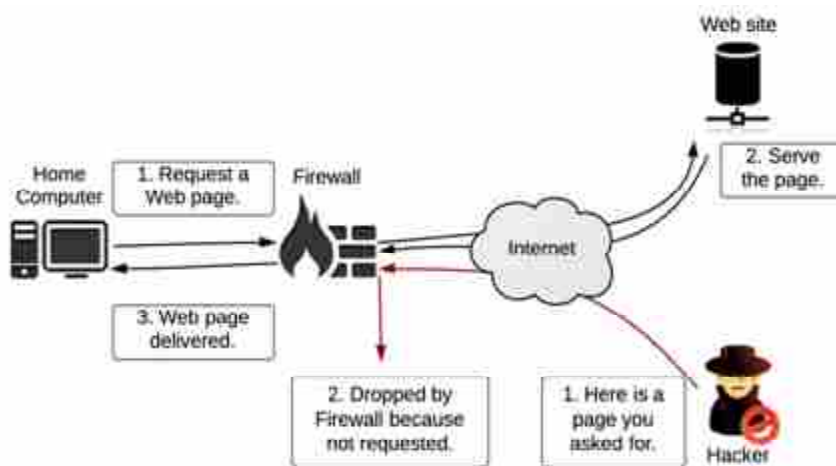 Web site
2. Serve
the page.
Home
Computer
1. Request a
Web page.
Firewall
Internet
3. Web page
delivered.
2. Dropped by
Firewall because
not requested.
1. Here is a
page you
asked for.
Hacker